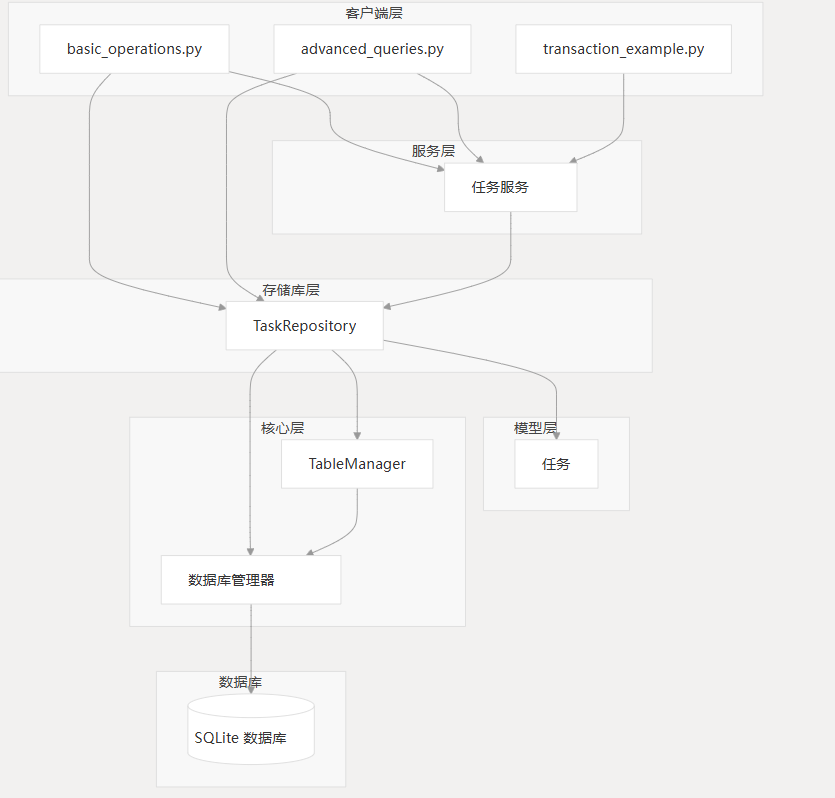 客户端层
basic_operations.py
advanced_queries.py
transaction_example.py
服务层
任务服务
存储库层
TaskRepository
核心层
模型层
TableManager
任务
数据库管理器
数据库
SQLite 数据库